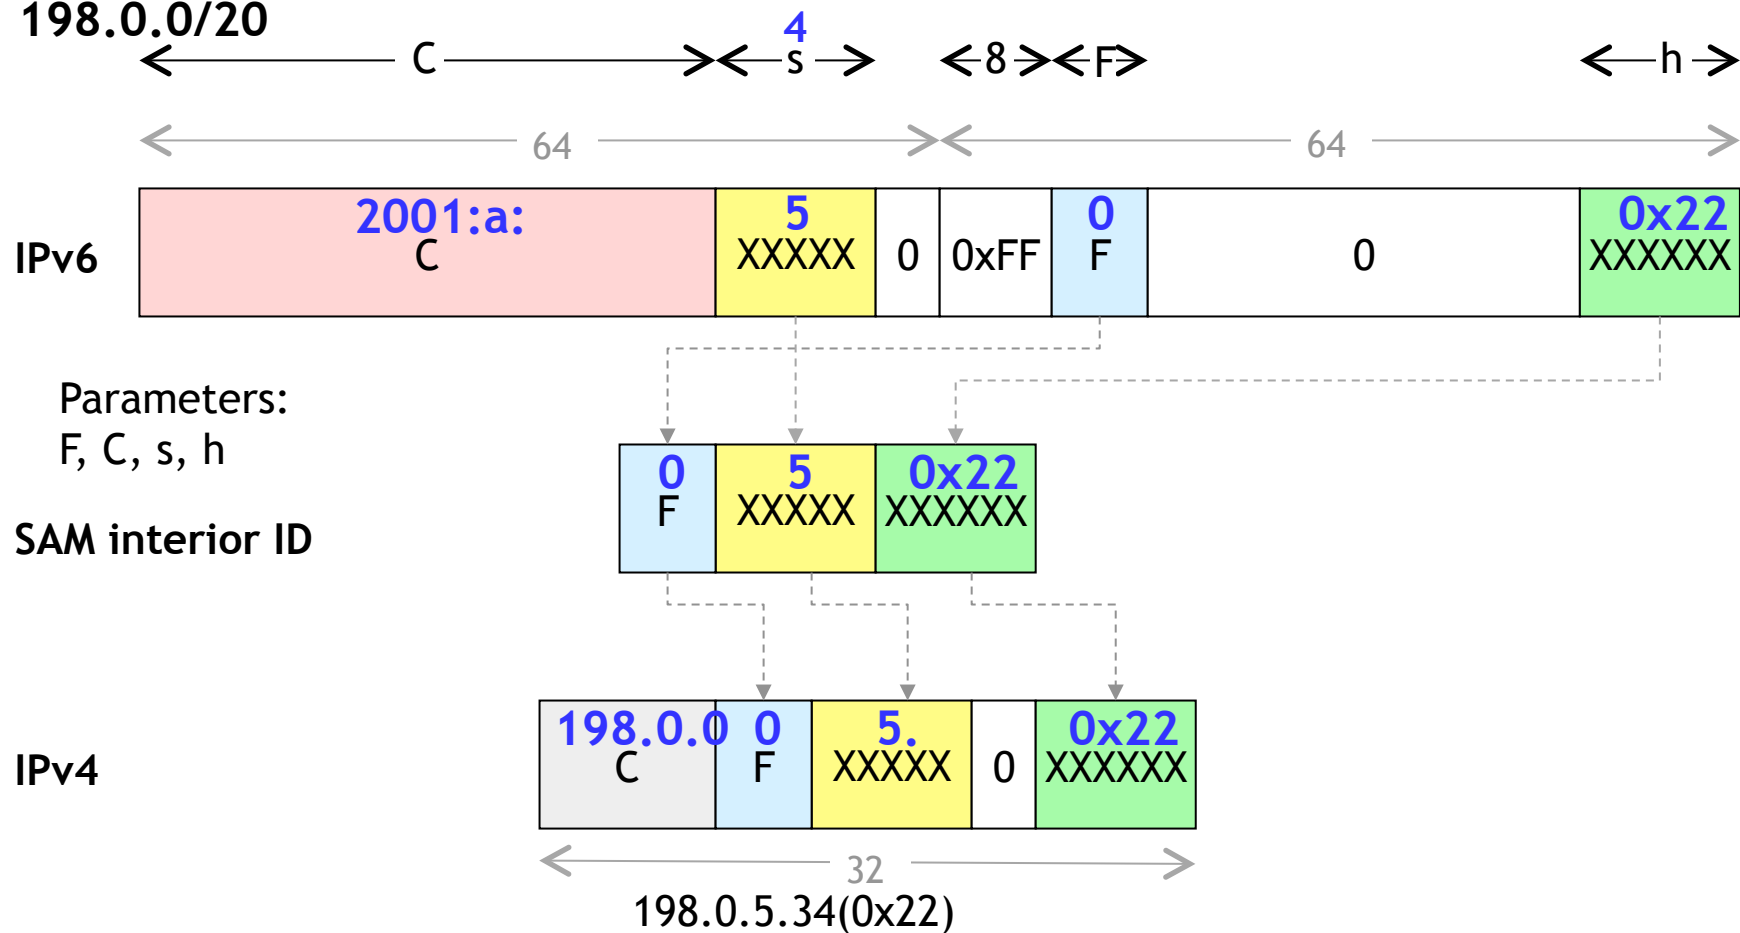 198.0.0/20
4
C s 8 F h
64 64
2001:a: 5 0 0x22
IPv6 C XXXXX 0 0xFF F 0 XXXXXX
Parameters:
F, C, s, h
0 5 0x22
F XXXXX XXXXXX
SAM interior ID
198.0.0 0 5. 0x22
IPv4 C F XXXXX 0 XXXXXX
32
198.0.5.34(0x22)